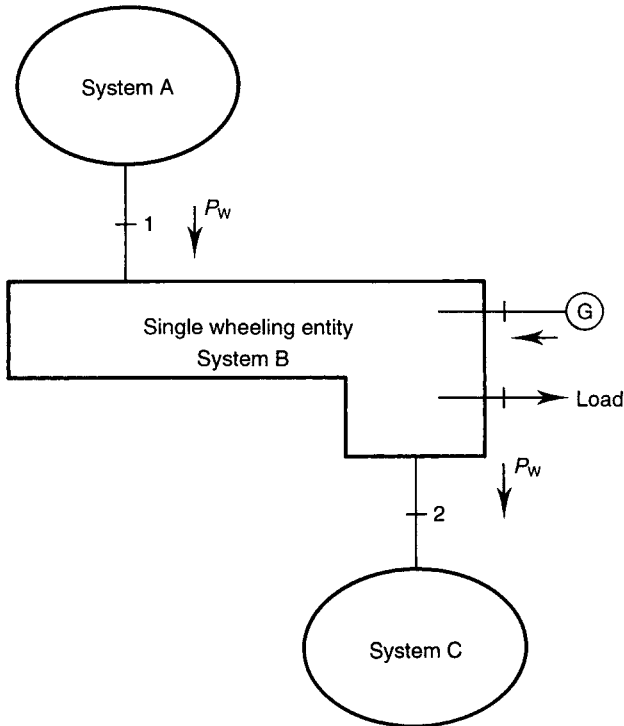 System A
1
P_W
Single wheeling entity
System B
G
Load
P_W
2
System C